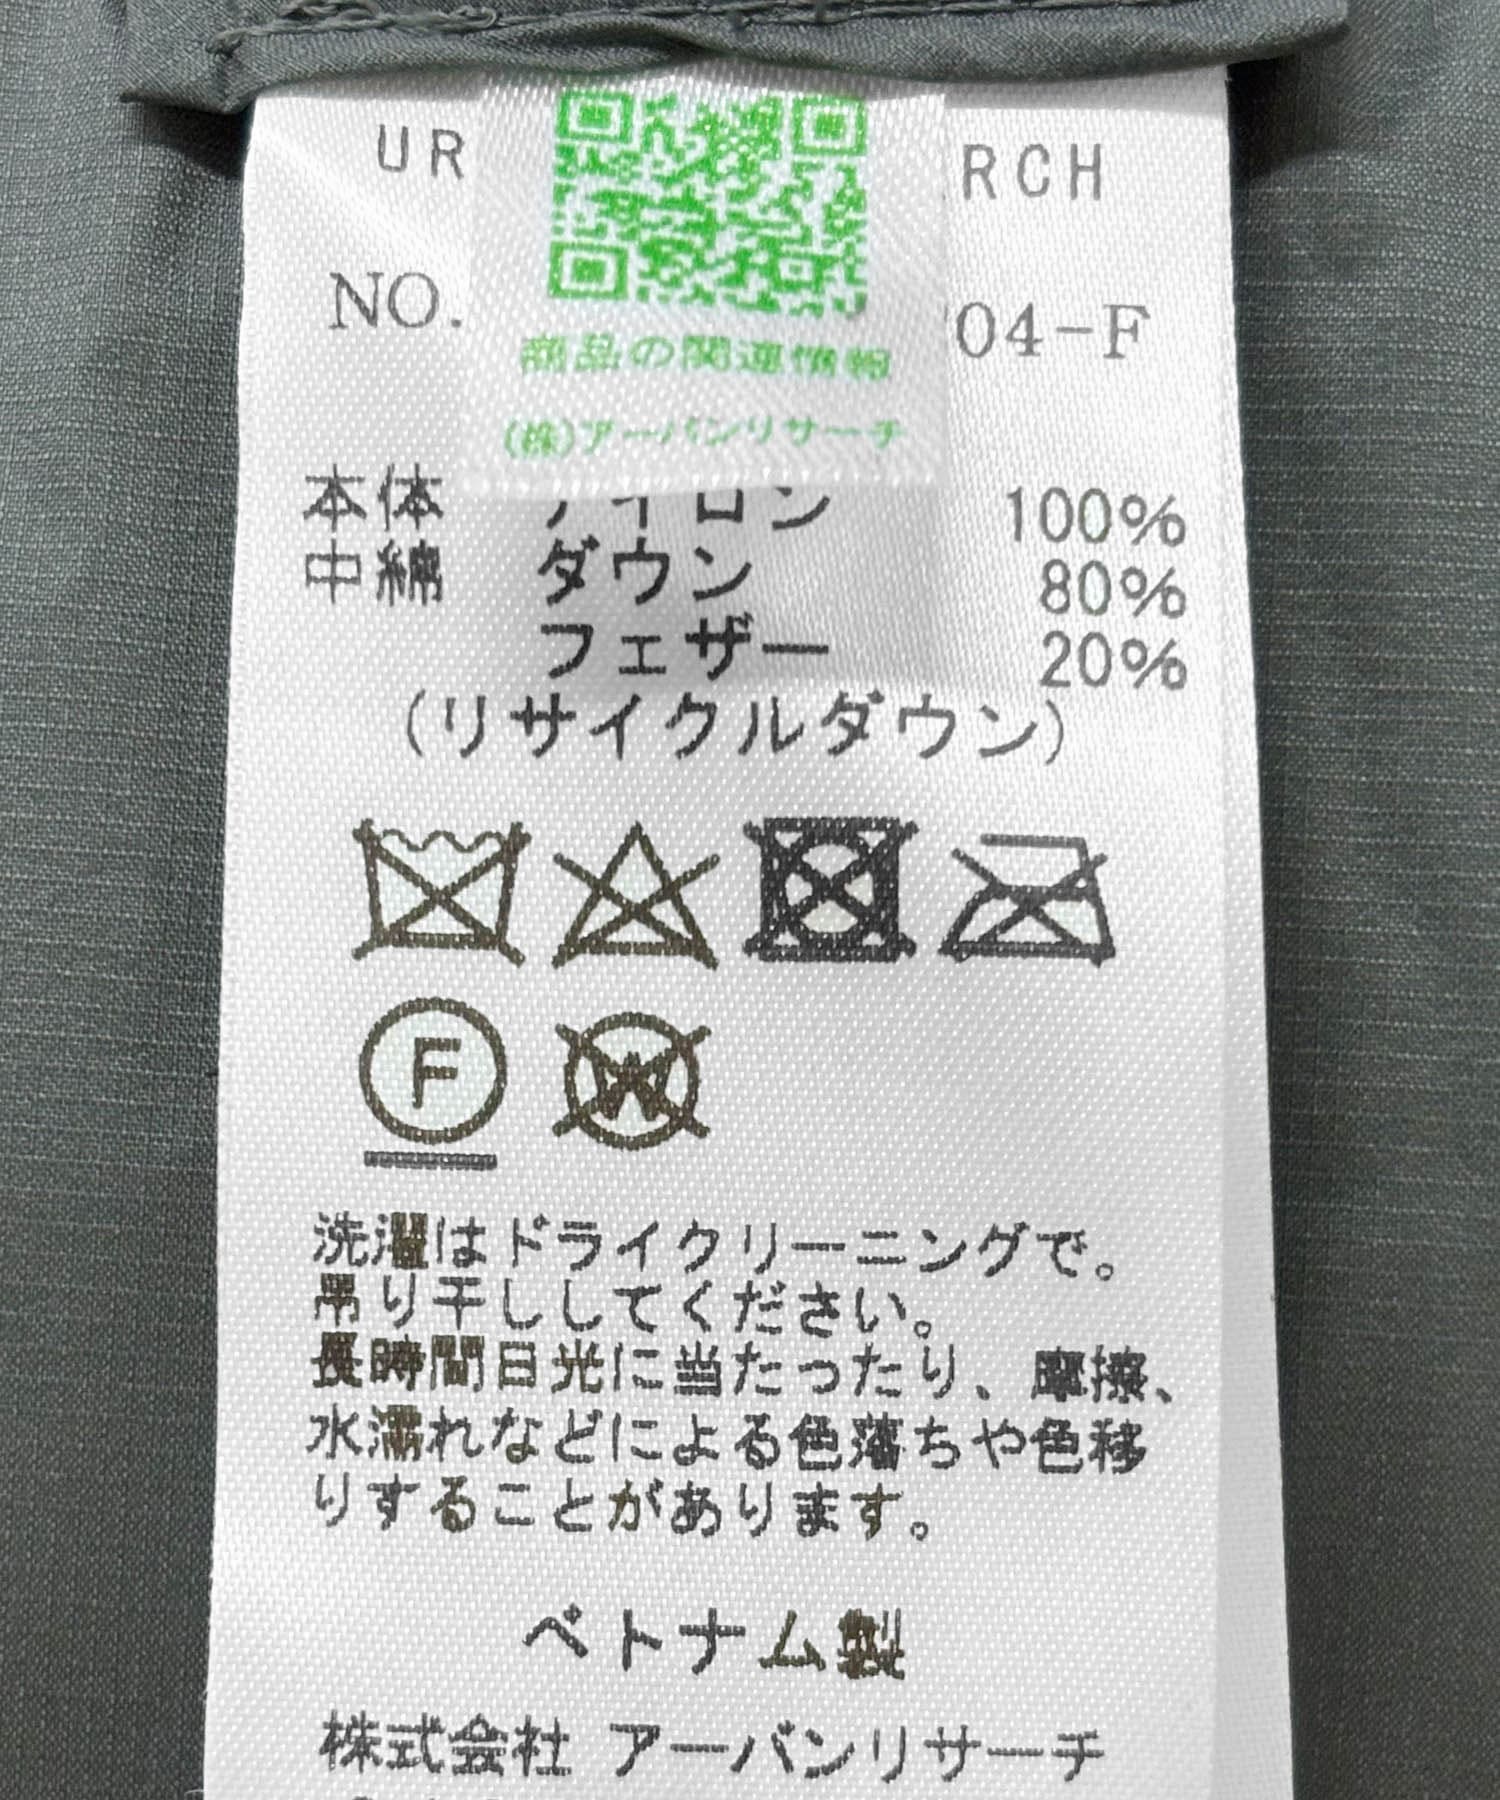 UR RCH
NO. 04-F
商品の関連情報
(株)アーバンリサーチ
本体 ナイロン 100%
中綿 ダウン 80%
フェザー 20%
(リサイクルダウン)
F
W
洗濯はドライクリーニングで。
吊り干ししてください。
長時間日光に当たったり、摩擦、
水濡れなどによる色落ちや色移
りすることがあります。
ベトナム製
株式会社 アーバンリサーチ